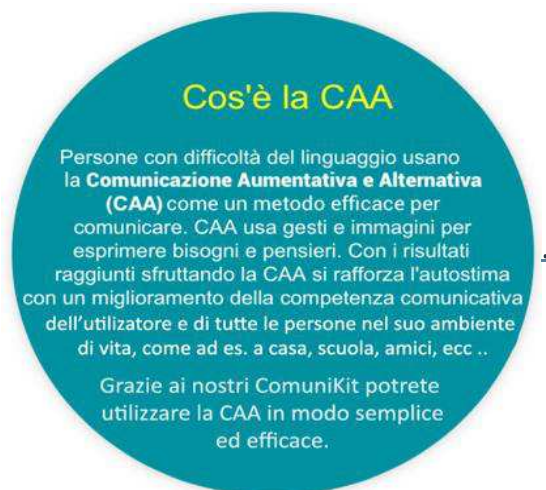 Cos'è la CAA
Persone con difficoltà del linguaggio usano
la Comunicazione Aumentativa e Alternativa
(CAA) come un metodo efficace per
comunicare. CAA usa gesti e immagini per
esprimere bisogni e pensieri. Con i risultati
raggiunti sfruttando la CAA si rafforza l'autostima
con un miglioramento della competenza comunicativa
dell'utilizatore e di tutte le persone nel suo ambiente
di vita, come ad es. a casa, scuola, amici, ecc ..
Grazie ai nostri ComuniKit potrete
utilizzare la CAA in modo semplice
ed efficace.